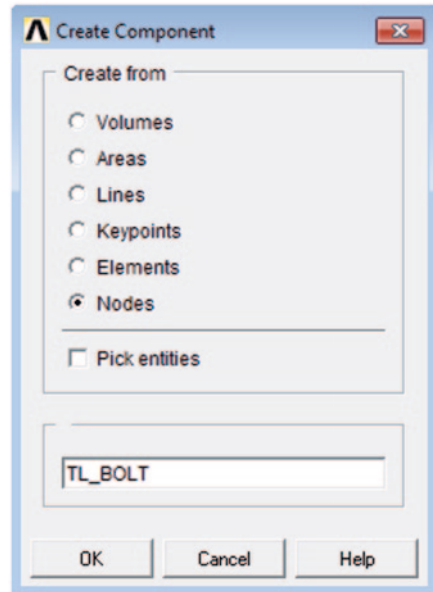 Create Component
Create from
Volumes
Areas
Lines
Keypoints
Elements
Nodes
Pick entities
TL_BOLT
OK Cancel Help